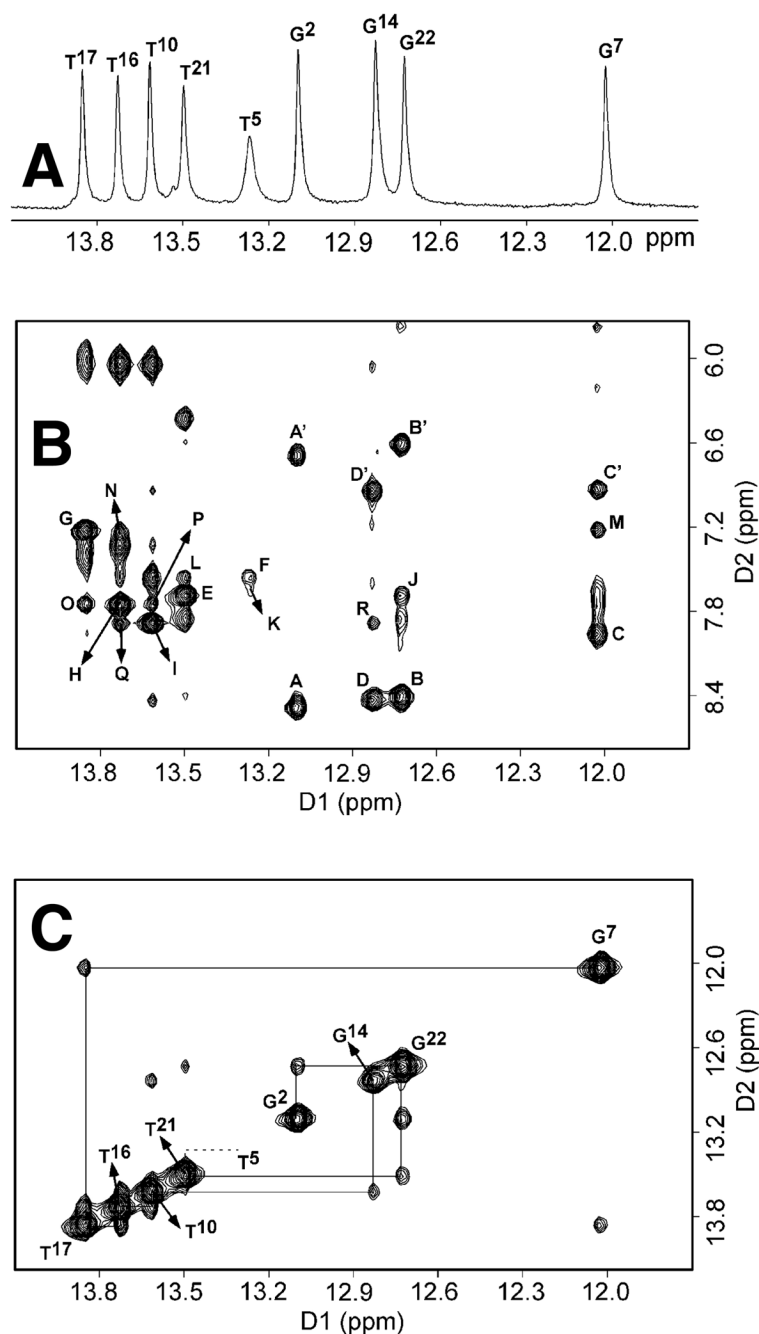 A
T17 T16 T10 T21 T5 G2 G14 G22 G7
13.8 13.5 13.2 12.9 12.6 12.3 12.0 ppm
B
A' B' C' D'
G N P M
O L E F K J R C
H Q I A D B
6.0
6.6
7.2
7.8
8.4
D2 (ppm)
13.8 13.5 13.2 12.9 12.6 12.3 12.0
D1 (ppm)
C
G7
G14 G22
G2
T21 T5
T16
T10
T17
12.0
12.6
13.2
13.8
D2 (ppm)
13.8 13.5 13.2 12.9 12.6 12.3 12.0
D1 (ppm)